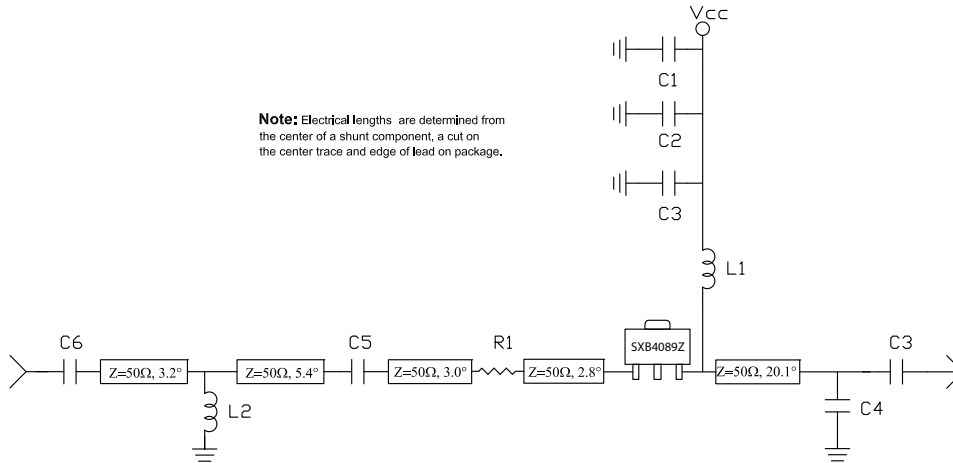 Vcc
C1
Note: Electrical lengths are determined from
the center of a shunt component, a cut on
the center trace and edge of lead on package.
C2
C3
L1
C6
C5
R1
SXB4089Z
C3
Z=50Ω, 3.2°
Z=50Ω, 5.4°
Z=50Ω, 3.0°
Z=50Ω, 2.8°
Z=50Ω, 20.1°
L2
C4